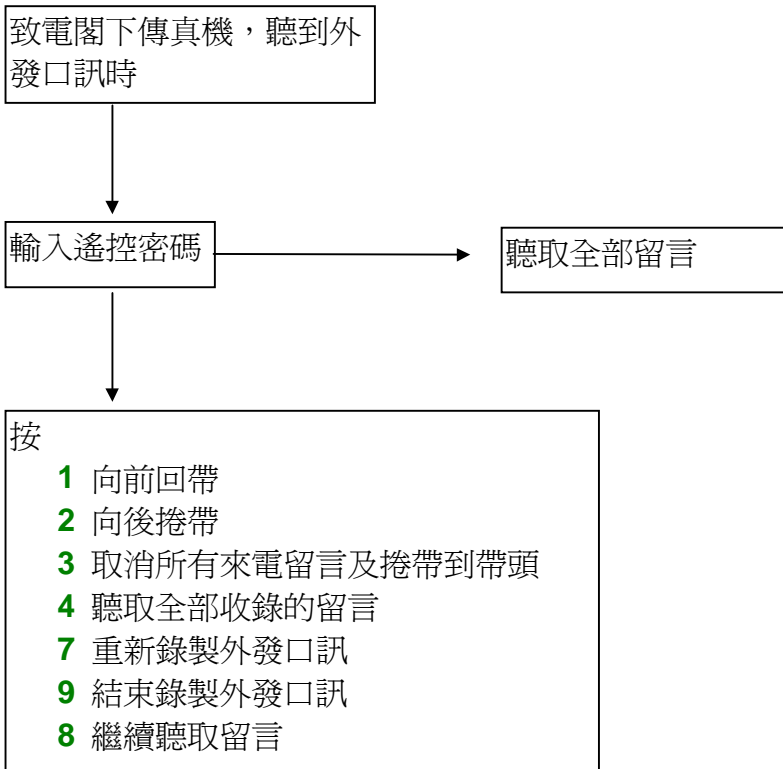 致電閣下傳真機，聽到外
發口訊時
輸入遙控密碼
聽取全部留言
按
1 向前回帶
2 向後捲帶
3 取消所有來電留言及捲帶到帶頭
4 聽取全部收錄的留言
7 重新錄製外發口訊
9 結束錄製外發口訊
8 繼續聽取留言